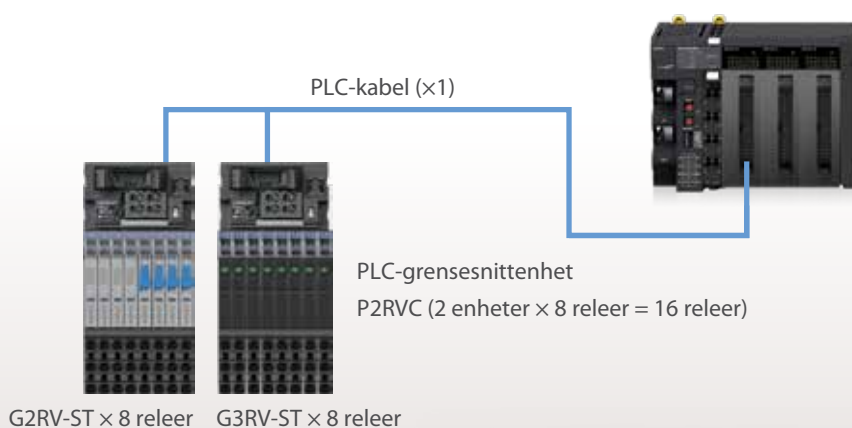 PLC-kabel (×1)
PLC-grensesnittenhet
P2RVC (2 enheter × 8 releer = 16 releer)
G2RV-ST × 8 releer
G3RV-ST × 8 releer